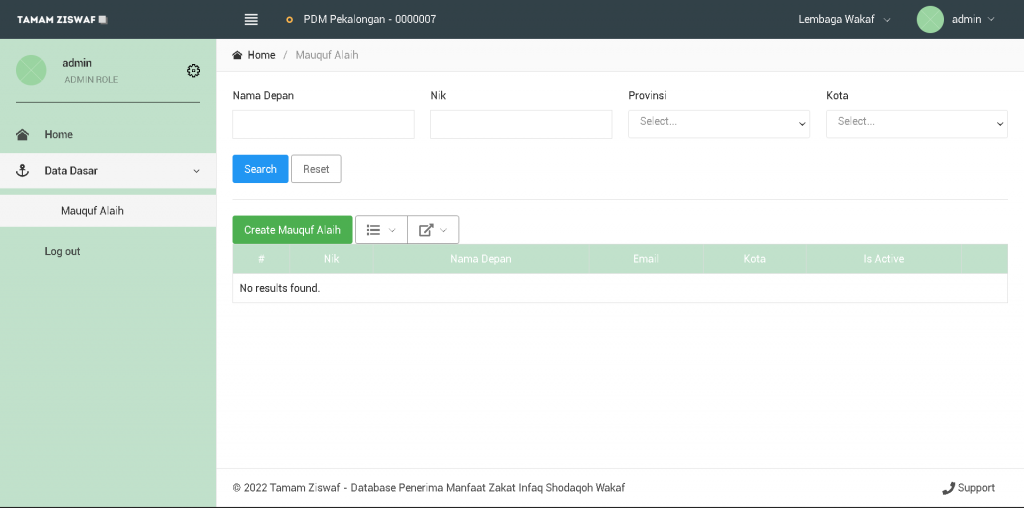 TAMAM ZISWAF
PDM Pekalongan - 0000007
Lembaga Wakaf
admin
admin
ADMIN ROLE
Home
Data Dasar
Mauquf Alaih
Log out
Home / Mauquf Alaih
Nama Depan
Nik
Provinsi
Kota
Select...
Select...
Search
Reset
Create Mauquf Alaih
# Nik Nama Depan Email Kota Is Active
No results found.
© 2022 Tamam Ziswaf - Database Penerima Manfaat Zakat Infaq Shodaqoh Wakaf
Support